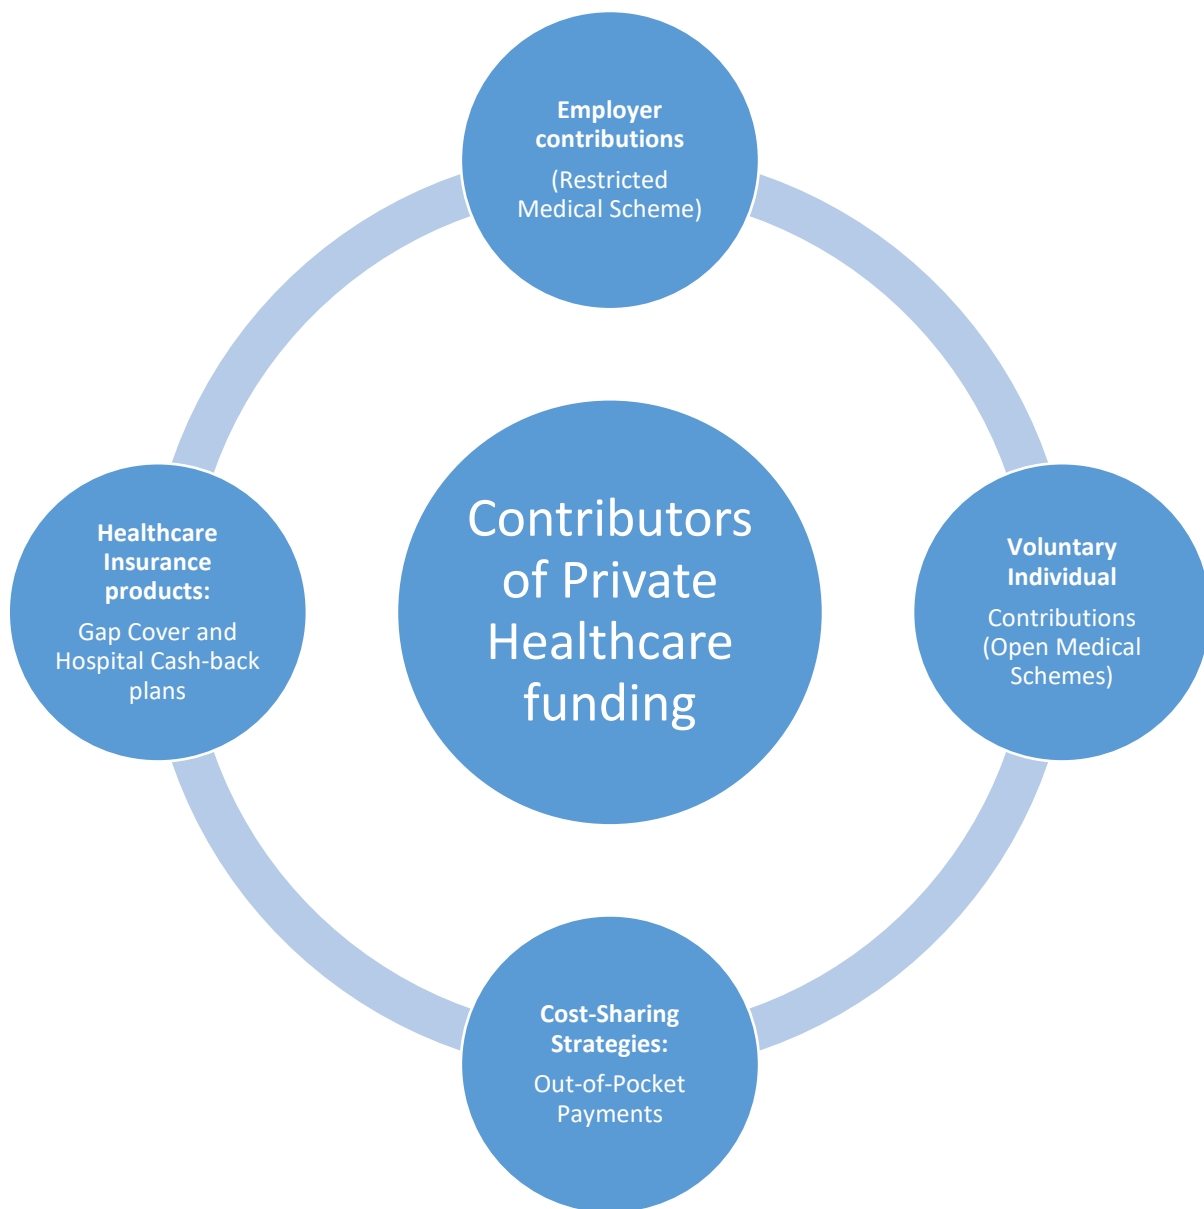 Employer
contributions
(Restricted
Medical Scheme)
Healthcare
Insurance
products:
Gap Cover and
Hospital Cash-back
plans
Contributors
of Private
Healthcare
funding
Voluntary
Individual
Contributions
(Open Medical
Schemes)
Cost-Sharing
Strategies:
Out-of-Pocket
Payments